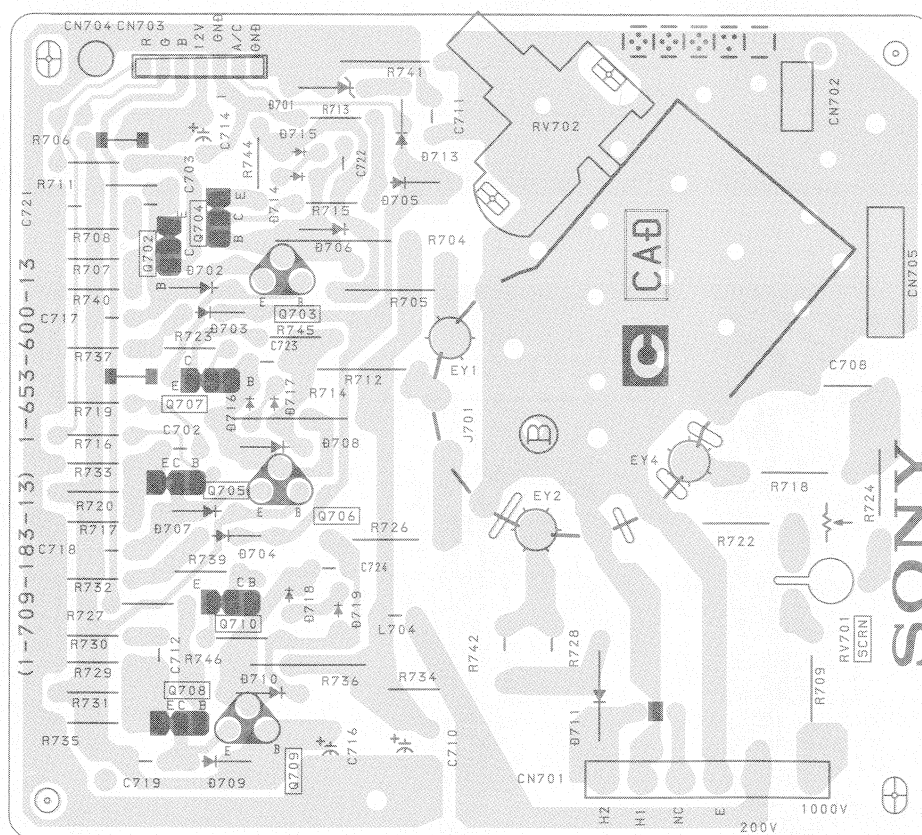 CN704 CN703
R
G
B
12V
GND
A/C
GND
R741
D701
R713
C711
C714
D715
R706
R744
C722
D713
RV702
CN702
C703
R711
E
D714
D705
C721
Q704
C
R715
E
B
R708
Q702
C
D706
R704
CAD
R707
D702
CN705
R740
B
E
B
R705
Q703
C717
D703
R745
R723
C723
R737
C
EY1
C
C708
E
B
R712
D717
R714
Q707
D716
R719
J701
C702
R716
D708
B
EY4
R733
E
C
B
Q705
R718
R724
R720
E
B
Q706
EY2
R717
D707
R726
R722
C718
D704
R739
C724
R732
E
C
B
D718
D719
R727
Q710
L704
R742
R728
RV701
SCRN
R730
C712
R746
R729
D710
R736
R734
R709
Q708
R731
E
C
B
D711
R735
E
B
C716
C710
C719
D709
Q709
CN701
H2
H1
NC
E
200V
1000V
(1-709-183-13) 1-653-600-13
SONY